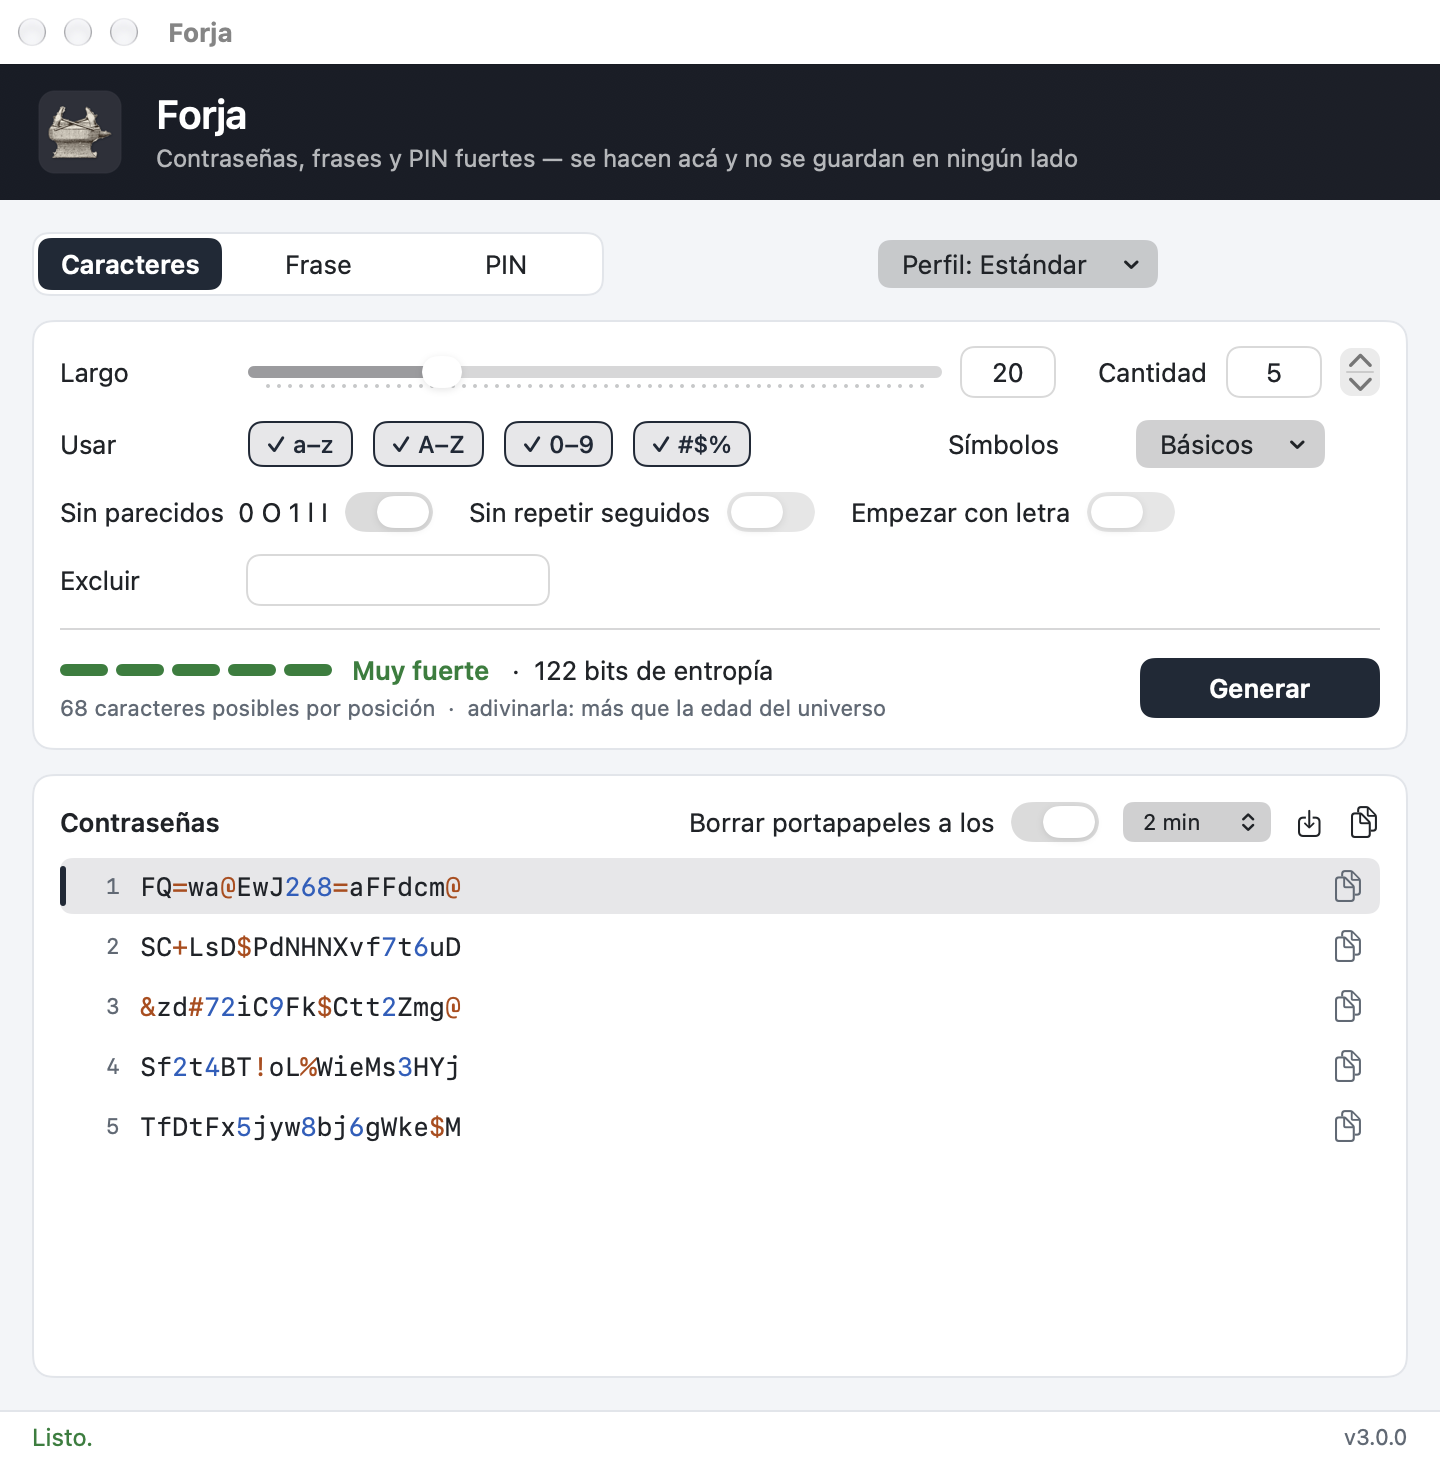 Forja
Forja
Contraseñas, frases y PIN fuertes — se hacen acá y no se guardan en ningún lado
Caracteres Frase PIN Perfil: Estándar
Largo 20 Cantidad 5
Usar ✓ a–z ✓ A–Z ✓ 0–9 ✓ #$% Símbolos Básicos
Sin parecidos 0 O 1 l I Sin repetir seguidos Empezar con letra
Excluir
Muy fuerte · 122 bits de entropía
68 caracteres posibles por posición · adivinarla: más que la edad del universo
Generar
Contraseñas Borrar portapapeles a los 2 min
1 FQ=wa@EwJ268=aFFdcm@
2 SC+LsD$PdNHNXvf7t6uD
3 &zd#72iC9Fk$Ctt2Zmg@
4 Sf2t4BT!oL%WieMs3HYj
5 TfDtFx5jyw8bj6gWke$M
Listo. v3.0.0